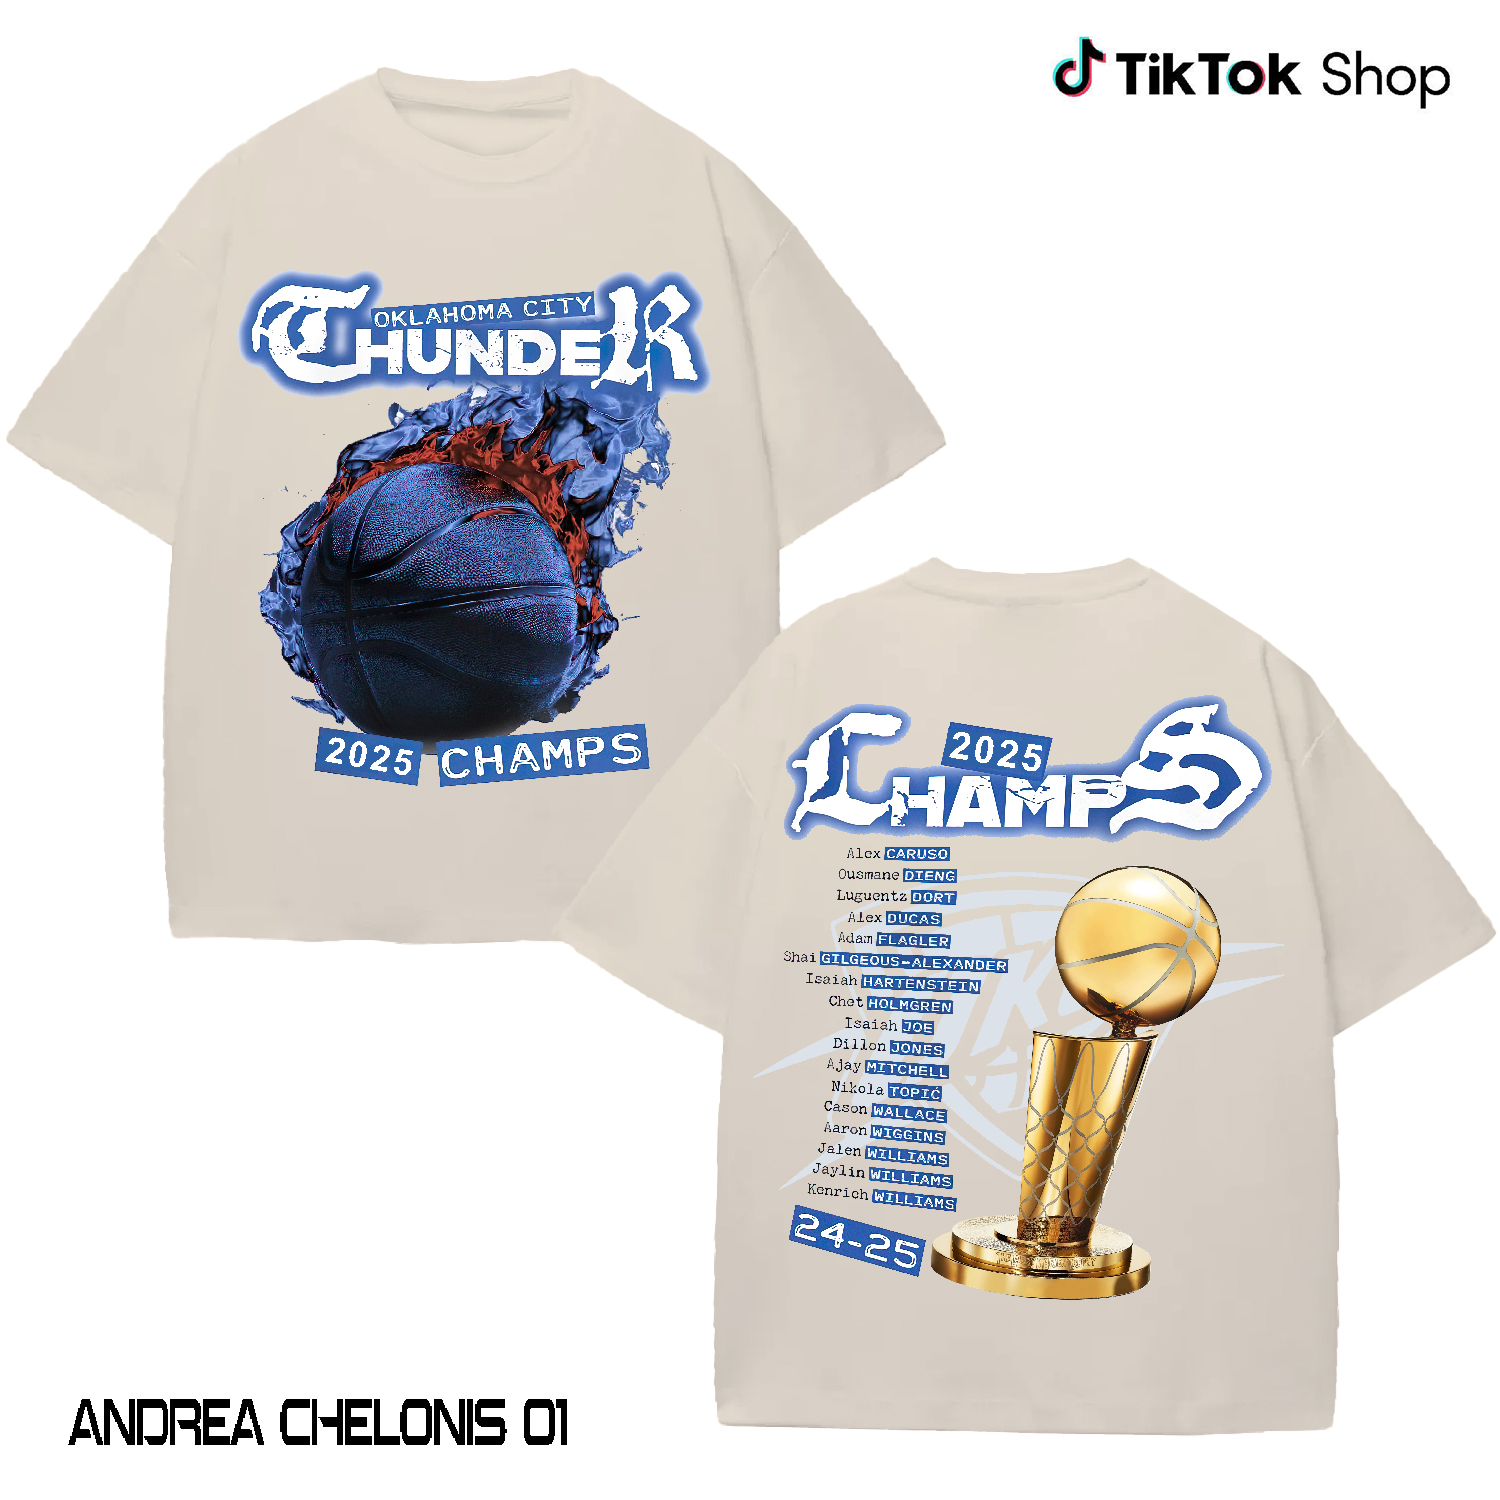 TikTok Shop
OKLAHOMA CITY
THUNDER
2025 CHAMPS
2025
CHAMPS
Alex CARUSO
Ousmane DIENG
Luguentz DORT
Alex DUCAS
Adam FLAGLER
Shai GILGEOUS-ALEXANDER
Isaiah HARTENSTEIN
Chet HOLMGREN
Isaiah JOE
Dillon JONES
Ajay MITCHELL
Nikola TOPIĆ
Cason WALLACE
Aaron WIGGINS
Jalen WILLIAMS
Jaylin WILLIAMS
Kenrich WILLIAMS
24-25
ANDREA CHELONIS 01